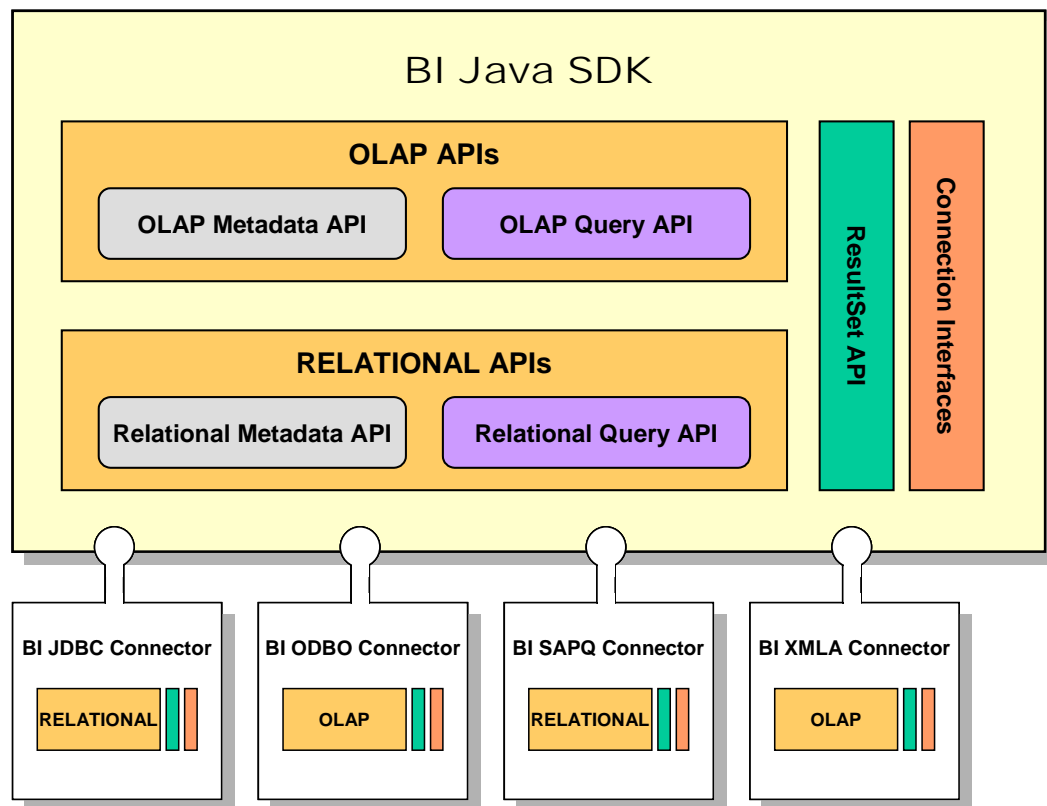 BI Java SDK
OLAP APIs
OLAP Metadata API
OLAP Query API
RELATIONAL APIs
Relational Metadata API
Relational Query API
ResultSet API
Connection Interfaces
BI JDBC Connector
RELATIONAL
BI ODBO Connector
OLAP
BI SAPQ Connector
RELATIONAL
BI XMLA Connector
OLAP